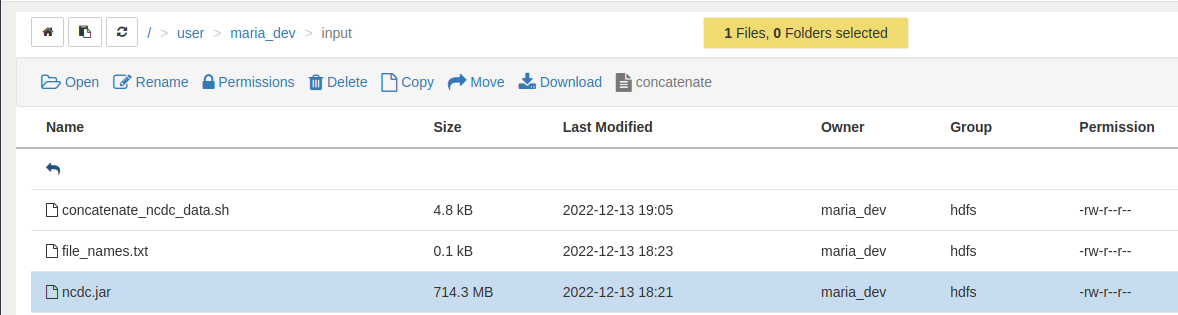 / > user > maria_dev > input 1 Files, 0 Folders selected
Open Rename Permissions Delete Copy Move Download concatenate
Name Size Last Modified Owner Group Permission
concatenate_ncdc_data.sh 4.8 kB 2022-12-13 19:05 maria_dev hdfs -rw-r--r--
file_names.txt 0.1 kB 2022-12-13 18:23 maria_dev hdfs -rw-r--r--
ncdc.jar 714.3 MB 2022-12-13 18:21 maria_dev hdfs -rw-r--r--